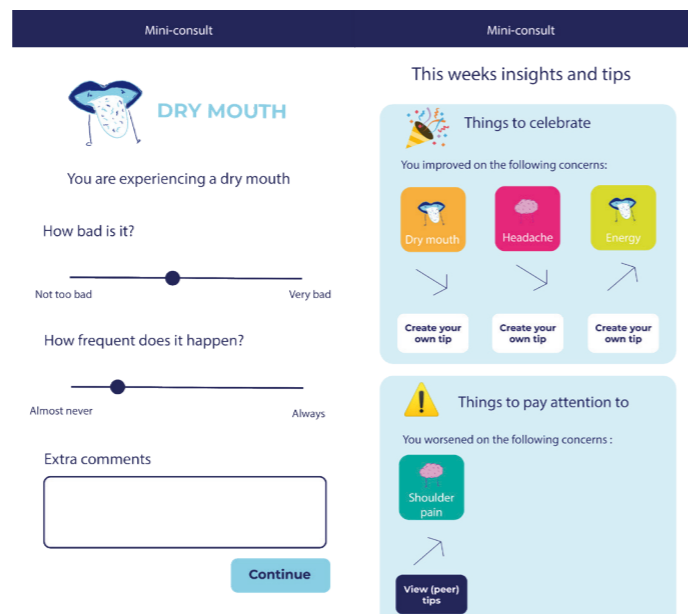 Mini-consult
DRY MOUTH
You are experiencing a dry mouth
How bad is it?
Not too bad
Very bad
How frequent does it happen?
Almost never
Always
Extra comments
Continue
Mini-consult
This weeks insights and tips
Things to celebrate
You improved on the following concerns:
Dry mouth
Headache
Energy
Create your
own tip
Create your
own tip
Create your
own tip
Things to pay attention to
You worsened on the following concerns :
Shoulder
pain
View (peer)
tips